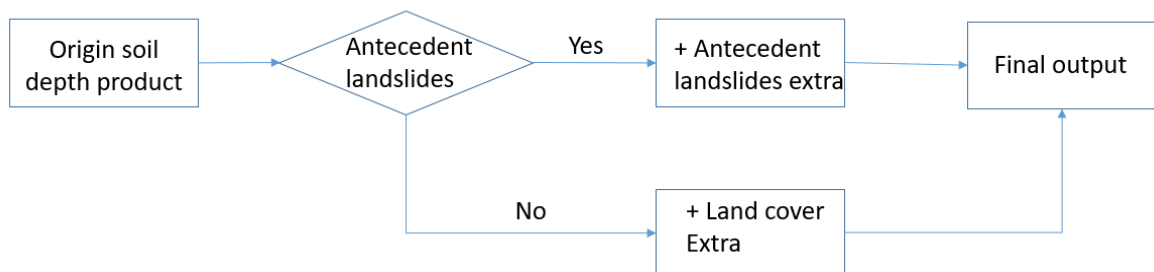 Origin soil
depth product
Antecedent
landslides
Yes
+ Antecedent
landslides extra
Final output
No
+ Land cover
Extra